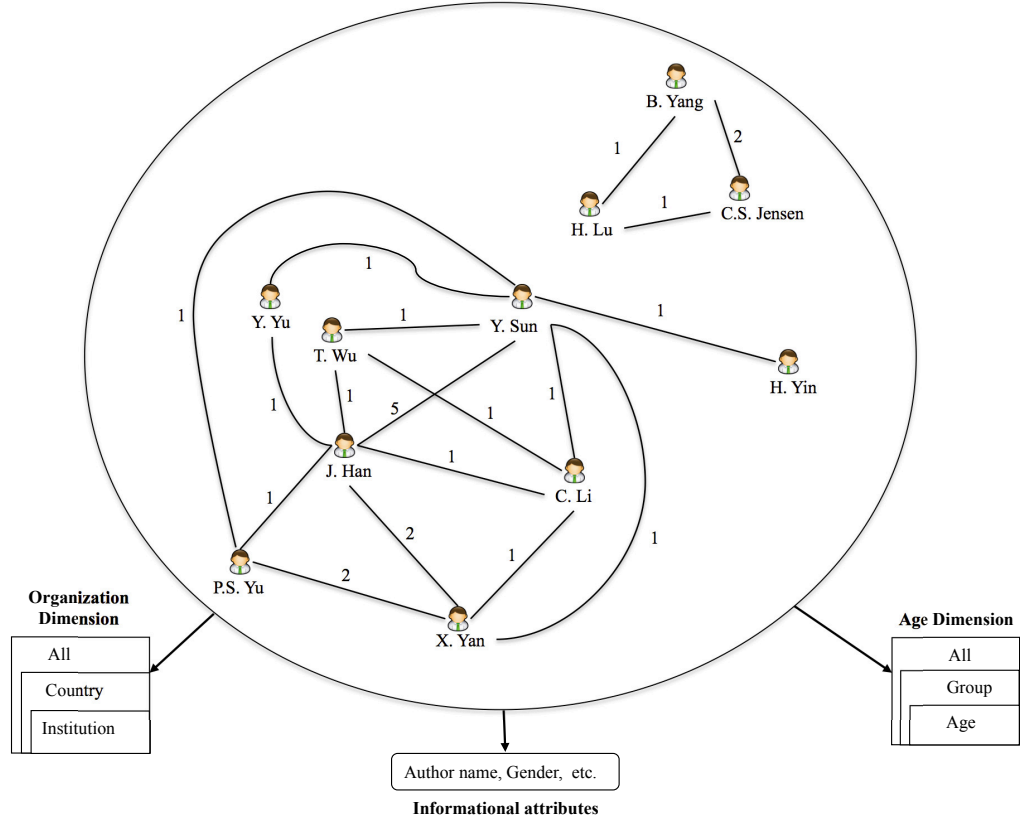 B. Yang
1
2
H. Lu
1
C.S. Jensen
1
1
Y. Yu
1
Y. Sun
1
T. Wu
H. Yin
1
1
5
1
1
J. Han
1
C. Li
1
2
1
1
P.S. Yu
2
X. Yan
Organization
Dimension
All
Country
Institution
Age Dimension
All
Group
Age
Author name, Gender, etc.
Informational attributes